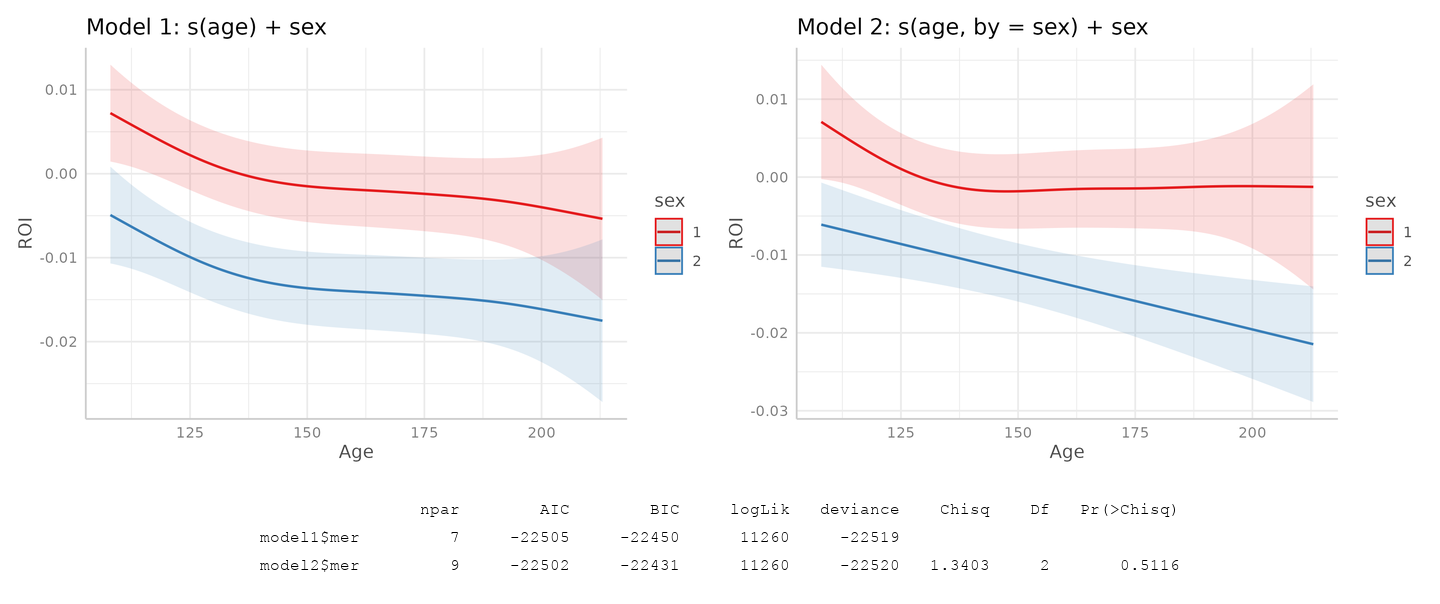 Model 1: s(age) + sex
Model 2: s(age, by = sex) + sex
0.01
0.00
-0.01
-0.02
ROI
125 150 175 200
Age
sex
1
2
0.01
0.00
-0.01
-0.02
-0.03
ROI
125 150 175 200
Age
sex
1
2
npar AIC BIC logLik deviance Chisq Df Pr(>Chisq)
model1$mer 7 -22505 -22450 11260 -22519
model2$mer 9 -22502 -22431 11260 -22520 1.3403 2 0.5116